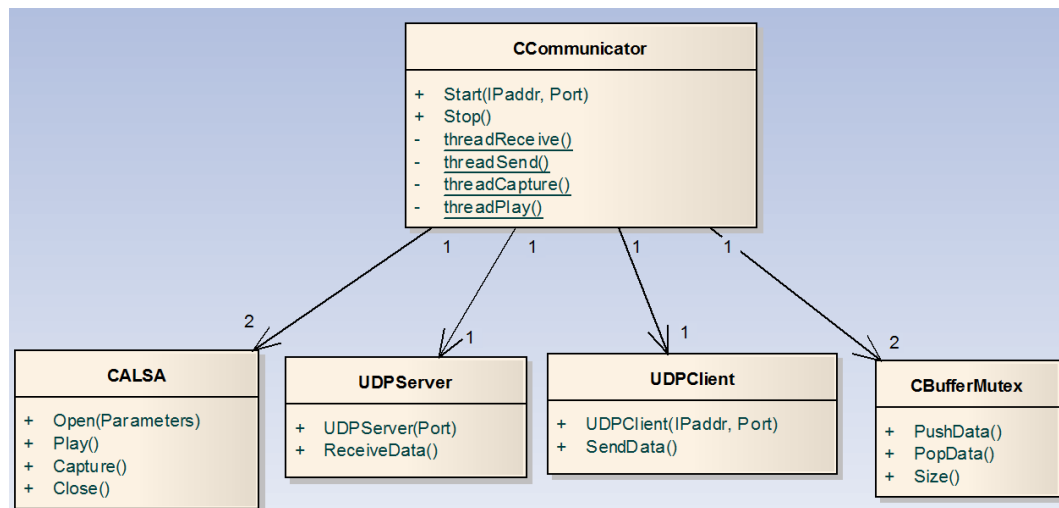 CCommunicator
+ Start(IPaddr, Port)
+ Stop()
- threadReceive()
- threadSend()
- threadCapture()
- threadPlay()
1 1 1 1
2 1 1 2
CALSA
+ Open(Parameters)
+ Play()
+ Capture()
+ Close()
UDPServer
+ UDPServer(Port)
+ ReceiveData()
UDPClient
+ UDPClient(IPaddr, Port)
+ SendData()
CBufferMutex
+ PushData()
+ PopData()
+ Size()